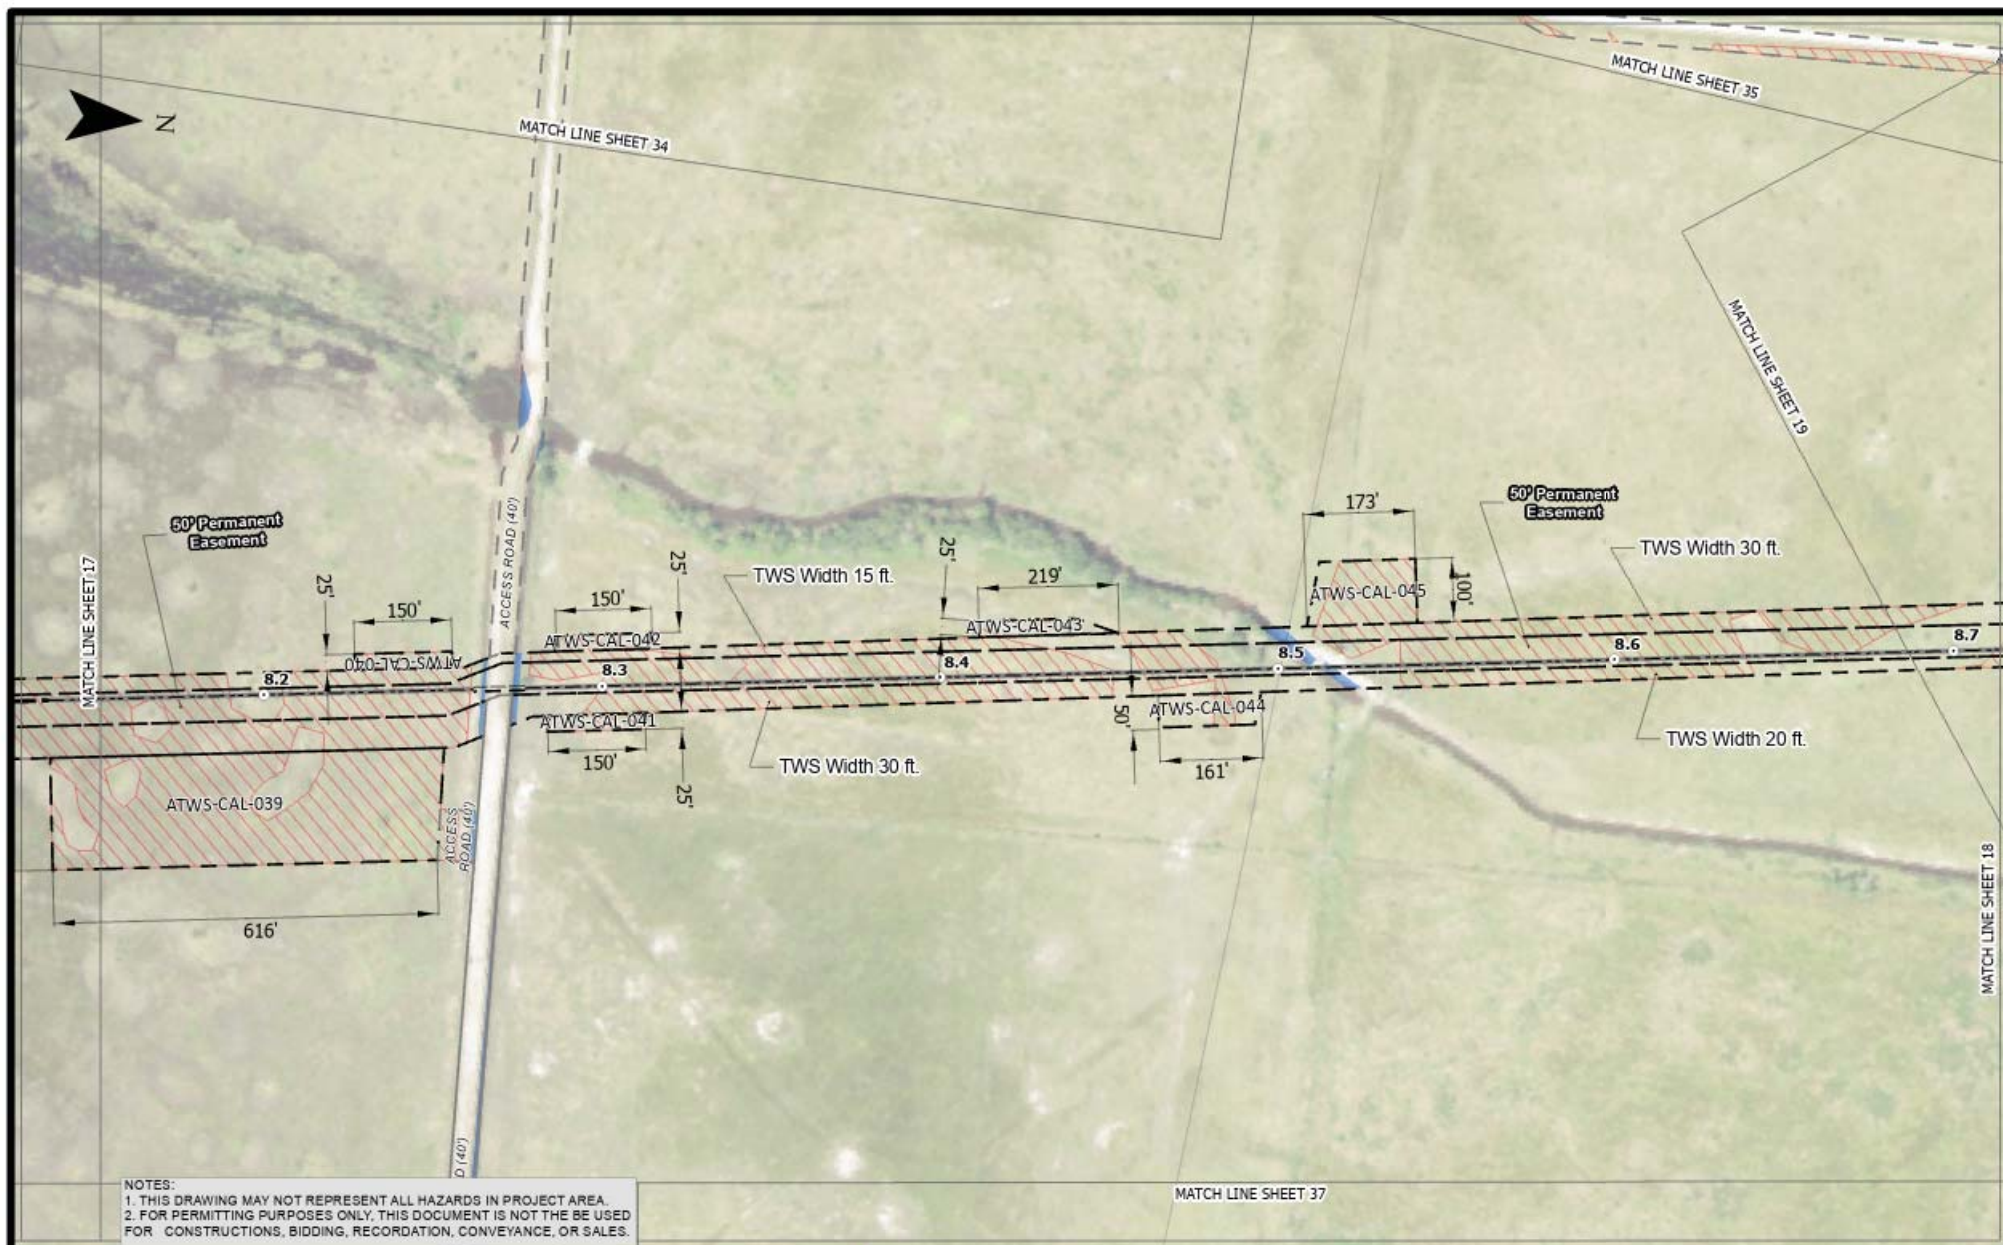 N
MATCH LINE SHEET 34
MATCH LINE SHEET 35
MATCH LINE SHEET 19
MATCH LINE SHEET 17
50' Permanent
Easement
25'
150'
ATWS-CAL-040
8.2
ACCESS ROAD (40')
150'
25'
ATWS-CAL-042
8.3
TWS Width 15 ft.
25'
219'
ATWS-CAL-043
8.4
173'
100'
ATWS-CAL-045
8.5
50' Permanent
Easement
TWS Width 30 ft.
8.6
8.7
ATWS-CAL-041
150'
25'
TWS Width 30 ft.
50'
ATWS-CAL-044
161'
TWS Width 20 ft.
ATWS-CAL-039
616'
ACCESS
ROAD (40')
D (40')
MATCH LINE SHEET 18
MATCH LINE SHEET 37
NOTES:
1. THIS DRAWING MAY NOT REPRESENT ALL HAZARDS IN PROJECT AREA.
2. FOR PERMITTING PURPOSES ONLY, THIS DOCUMENT IS NOT THE BE USED
FOR CONSTRUCTIONS, BIDDING, RECORDATION, CONVEYANCE, OR SALES.